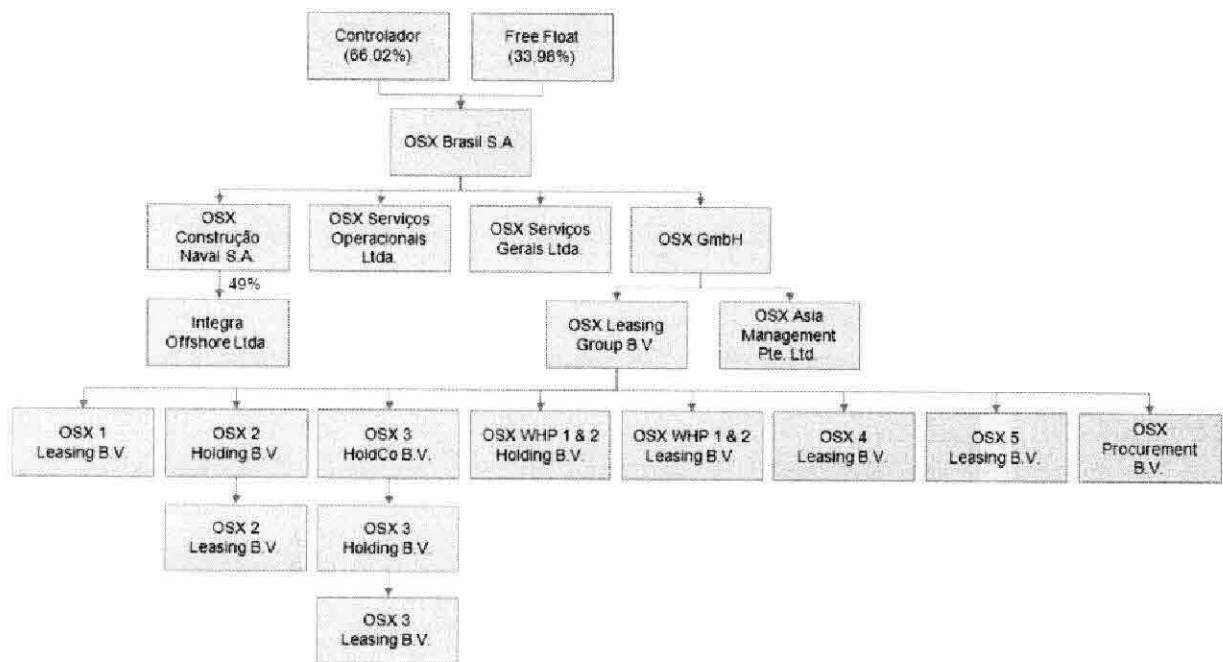 Controlador
(66.02%)
Free Float
(33.98%)
OSX Brasil S.A
OSX
Construção
Naval S.A.
OSX Serviços
Operacionais
Ltda.
OSX Serviços
Gerais Ltda.
OSX GmbH
49%
Integra
Offshore Ltda
OSX Leasing
Group B.V.
OSX Asia
Management
Pte. Ltd.
OSX 1
Leasing B.V.
OSX 2
Holding B.V.
OSX 3
HoldCo B.V.
OSX WHP 1 & 2
Holding B.V.
OSX WHP 1 & 2
Leasing B.V.
OSX 4
Leasing B.V.
OSX 5
Leasing B.V.
OSX
Procurement
B.V.
OSX 2
Leasing B.V.
OSX 3
Holding B.V.
OSX 3
Leasing B.V.